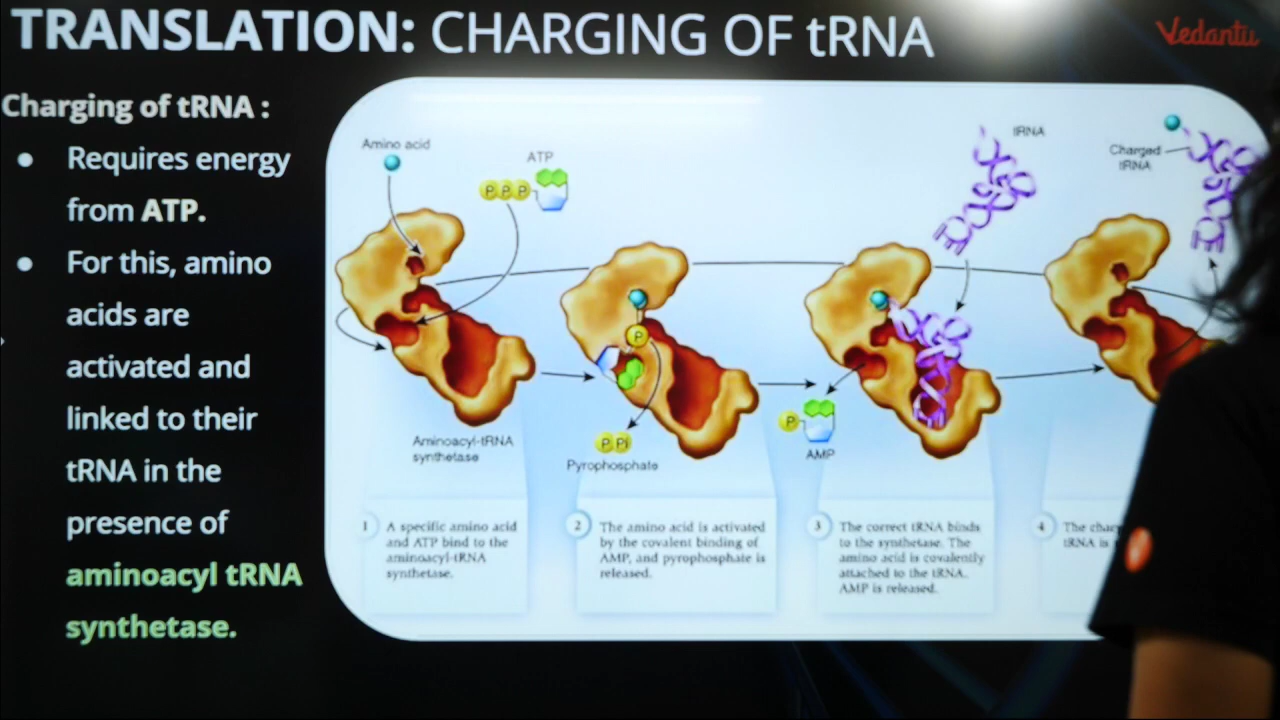 TRANSLATION: CHARGING OF tRNA
Vedantu
Charging of tRNA :
Requires energy
from ATP.
For this, amino
acids are
activated and
linked to their
tRNA in the
presence of
aminoacyl tRNA
synthetase.
Amino acid
ATP
P P P
tRNA
Charged
tRNA
P
Aminoacyl-tRNA
synthetase
P Pi
Pyrophosphate
P
AMP
1 A specific amino acid
and ATP bind to the
aminoacyl-tRNA
synthetase.
2 The amino acid is activated
by the covalent binding of
AMP, and pyrophosphate is
released.
3 The correct tRNA binds
to the synthetase. The
amino acid is covalently
attached to the tRNA.
AMP is released.
4 The
tRNA is